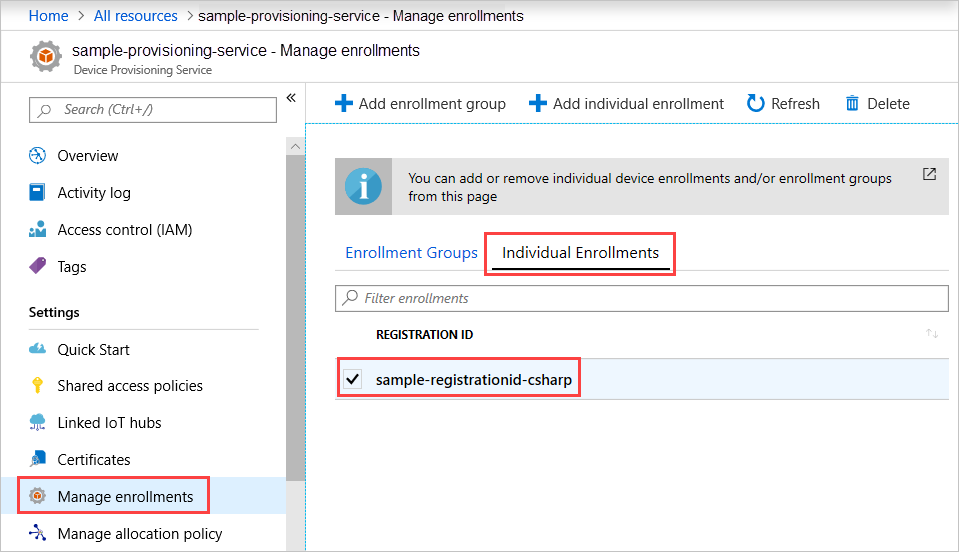 Home > All resources > sample-provisioning-service - Manage enrollments
sample-provisioning-service - Manage enrollments
Device Provisioning Service
Search (Ctrl+/)
«
Overview
Activity log
Access control (IAM)
Tags
Settings
Quick Start
Shared access policies
Linked IoT hubs
Certificates
Manage enrollments
Manage allocation policy
Add enrollment group
Add individual enrollment
Refresh
Delete
You can add or remove individual device enrollments and/or enrollment groups
from this page
Enrollment Groups
Individual Enrollments
Filter enrollments
REGISTRATION ID
sample-registrationid-csharp